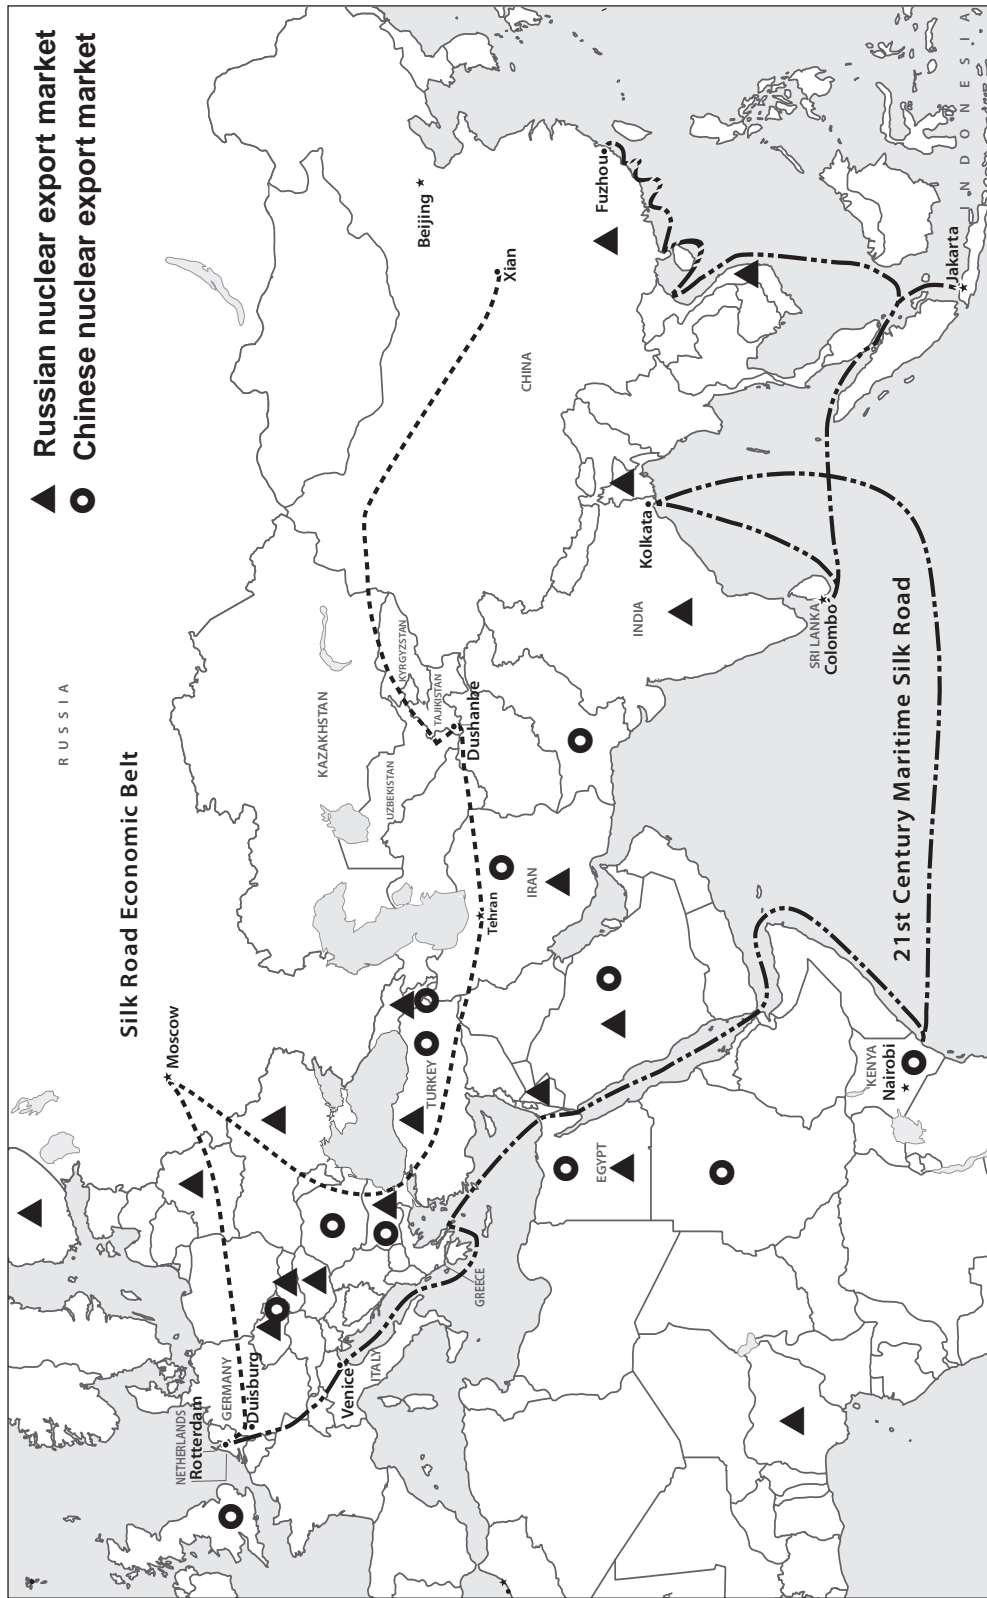 Russian nuclear export market
Chinese nuclear export market
RUSSIA
Silk Road Economic Belt
Moscow
NETHERLANDS
Rotterdam
GERMANY
Duisburg
Venice
ITALY
GREECE
TURKEY
KAZAKHSTAN
UZBEKISTAN
KYRGYZSTAN
TAJIKISTAN
Dushanbe
Tehran
IRAN
Beijing
Xian
CHINA
Fuzhou
EGYPT
INDIA
Kolkata
SRI LANKA
Colombo
KENYA
Nairobi
21st Century Maritime Silk Road
Jakarta
INDONESIA